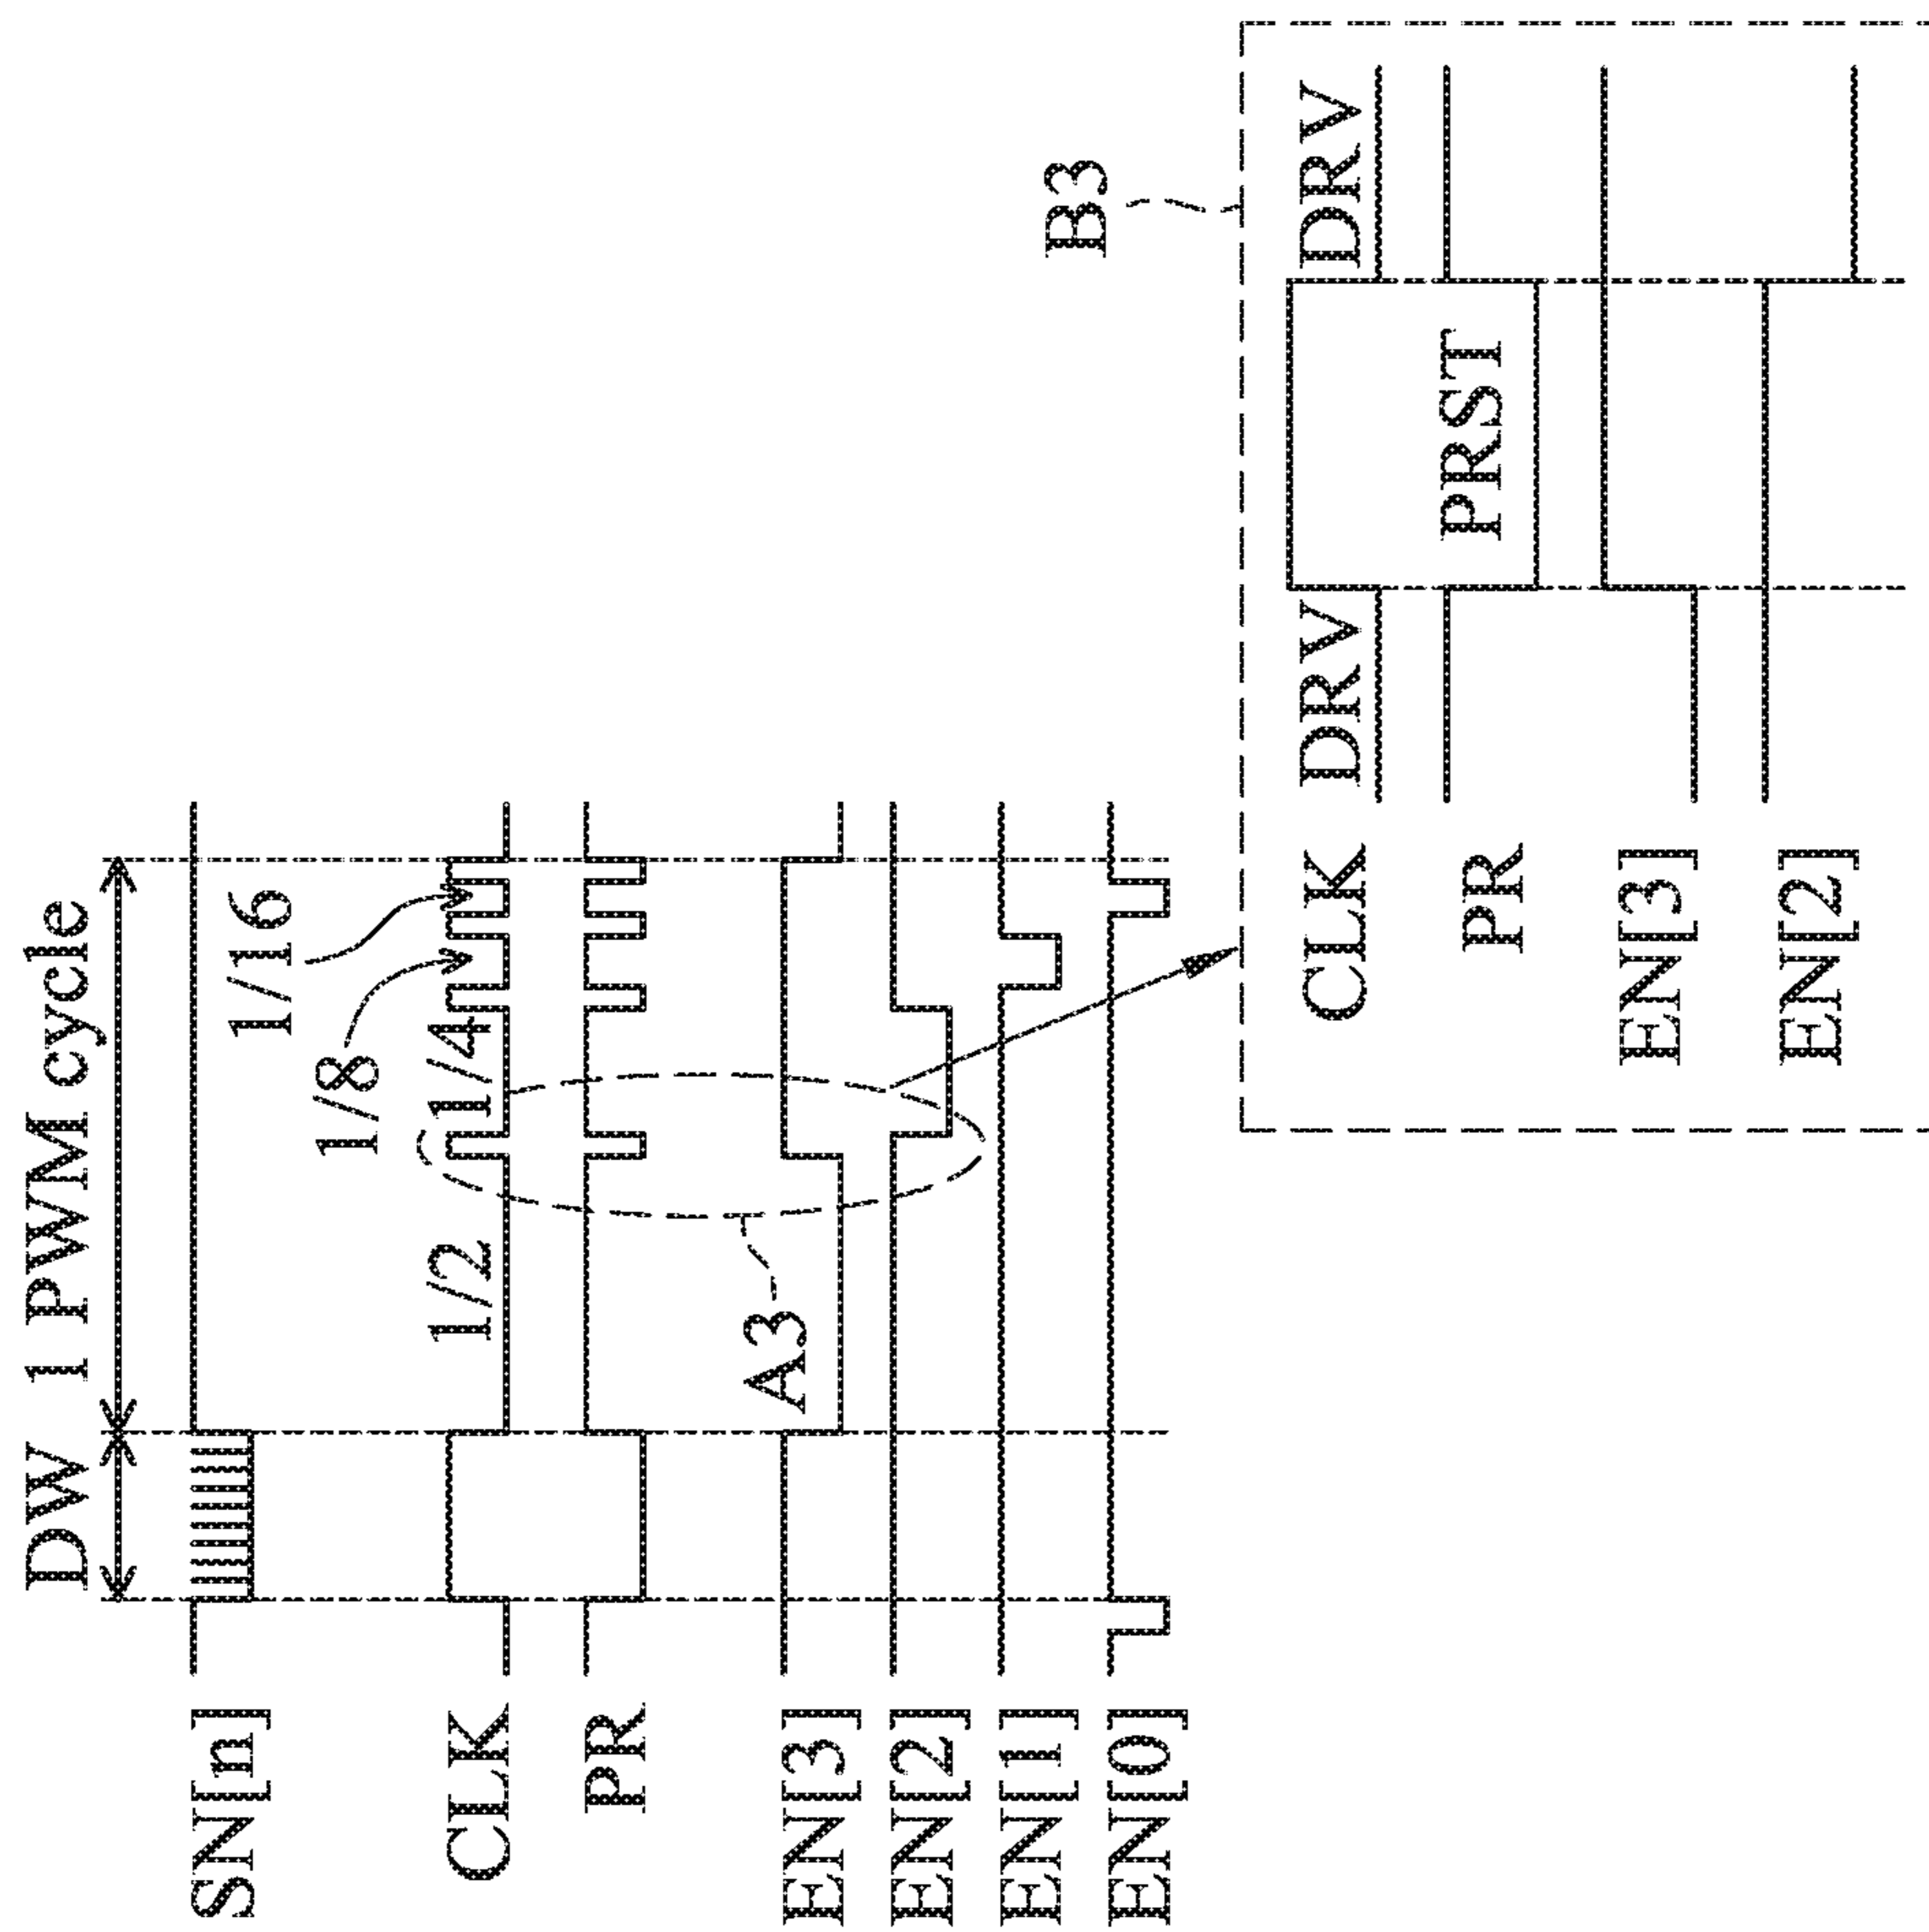 DW 1 PWM cycle
SN[n]
1/16
1/8
CLK 1/2 1/4
PR
A3
EN[3]
EN[2]
EN[1]
EN[0]
B3
CLK DRV DRV
PR PRST
EN[3]
EN[2]